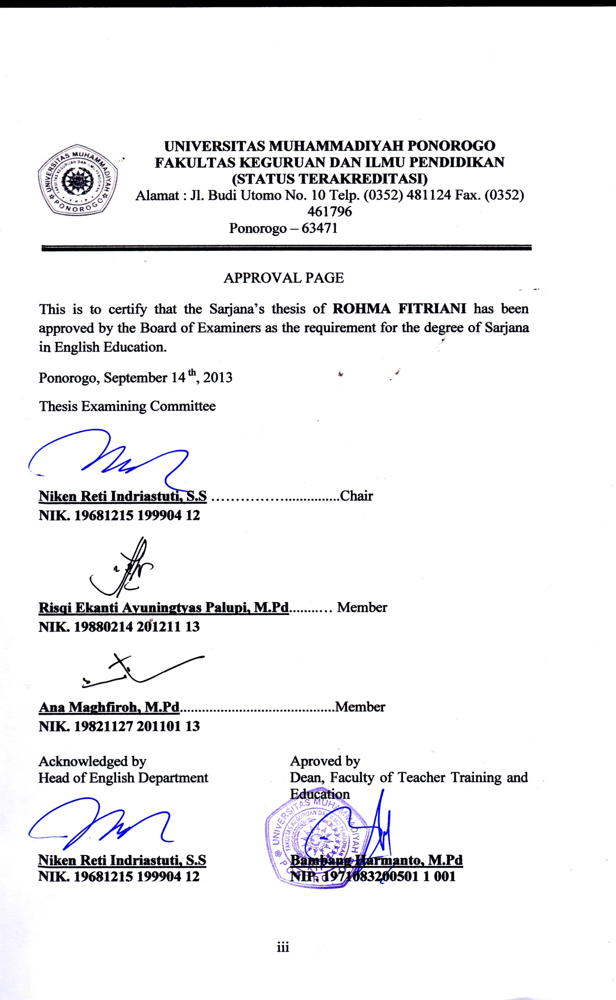 UNIVERSITAS MUHAMMADIYAH PONOROGO
FAKULTAS KEGURUAN DAN ILMU PENDIDIKAN
(STATUS TERAKREDITASI)
Alamat : Jl. Budi Utomo No. 10 Telp. (0352) 481124 Fax. (0352)
461796
Ponorogo – 63471
UNIVERSITAS MUHAMMADIYAH
FAKULTAS KEGURUAN DAN ILMU PENDIDIKAN
FKIP
PONOROGO
APPROVAL PAGE
This is to certify that the Sarjana's thesis of ROHMA FITRIANI has been
approved by the Board of Examiners as the requirement for the degree of Sarjana
in English Education.
Ponorogo, September 14th, 2013
Thesis Examining Committee
Niken Reti Indriastuti, S.S ..............................Chair
NIK. 19681215 199904 12
Risqi Ekanti Ayuningtyas Palupi, M.Pd............ Member
NIK. 19880214 201211 13
Ana Maghfiroh, M.Pd..........................................Member
NIK. 19821127 201101 13
Acknowledged by
Head of English Department
Niken Reti Indriastuti, S.S
NIK. 19681215 199904 12
Aproved by
Dean, Faculty of Teacher Training and
Education
UNIVERSITAS MUHAMMADIYAH
FAKULTAS KEGURUAN DAN ILMU PENDIDIKAN
FKIP
PONOROGO
Bambang Harmanto, M.Pd
NIP. 1971083200501 1 001
iii